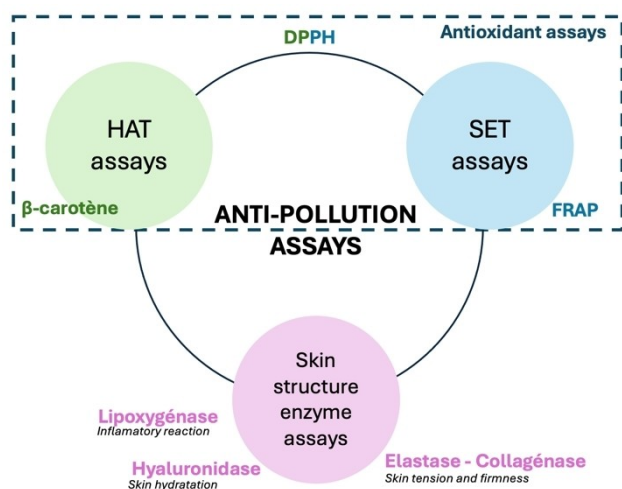 DPPH
Antioxidant assays
HAT
assays
SET
assays
β-carotène
FRAP
ANTI-POLLUTION
ASSAYS
Skin
structure
enzyme
assays
Lipoxygénase
Inflamatory reaction
Hyaluronidase
Skin hydratation
Elastase - Collagénase
Skin tension and firmness